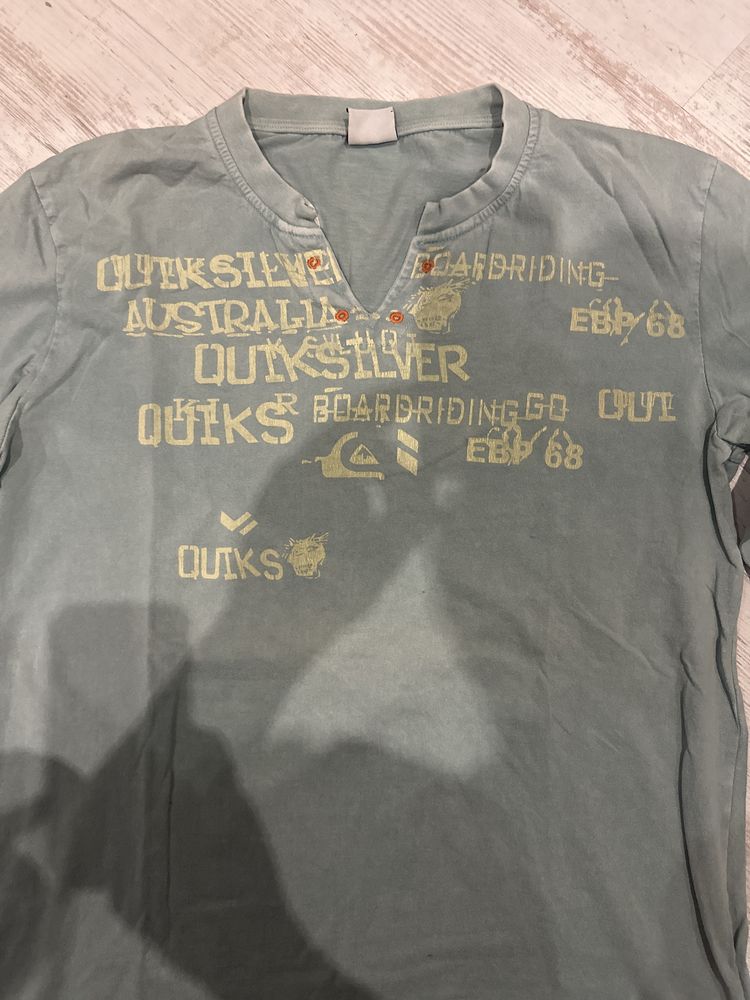 QUIKSILVER BOARDRIDING
AUSTRALIA
EBP/68
QUIKSILVER
QUIKS R BOARDRIDING GO OUT
EBP/68
QUIKS